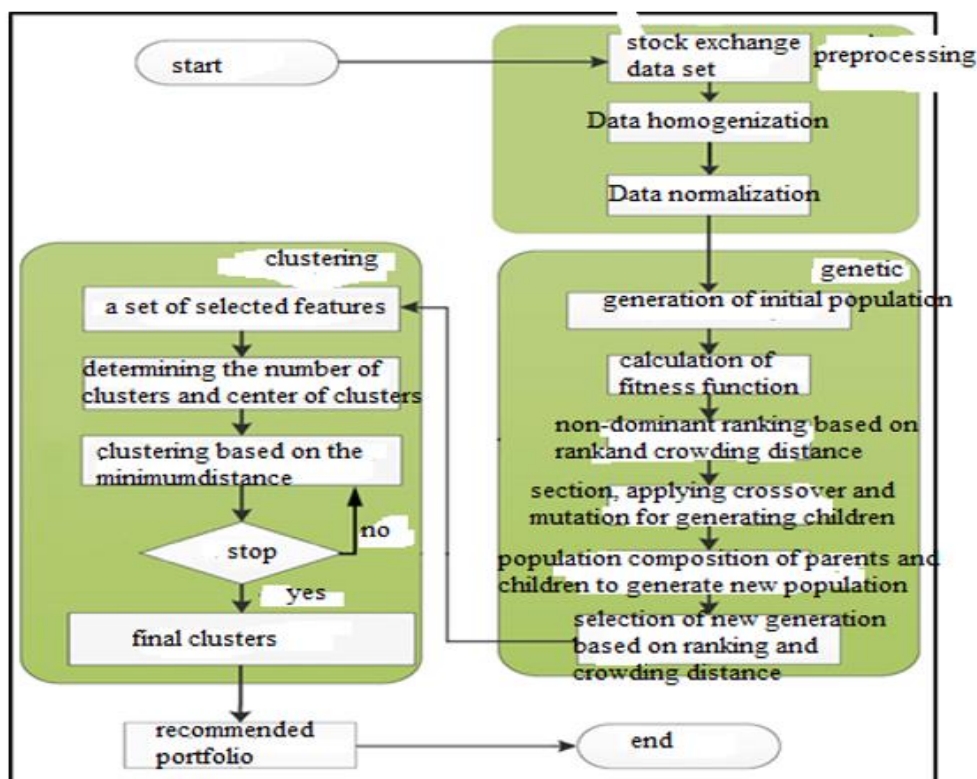 start
stock exchange
data set
preprocessing
Data homogenization
Data normalization
genetic
generation of initial population
calculation of
fitness function
non-dominant ranking based on
rankand crowding distance
section, applying crossover and
mutation for generating children
population composition of parents and
children to generate new population
selection of new generation
based on ranking and
crowding distance
clustering
a set of selected features
determining the number of
clusters and center of clusters
clustering based on the
minimumdistance
stop
no
yes
final clusters
recommended
portfolio
end